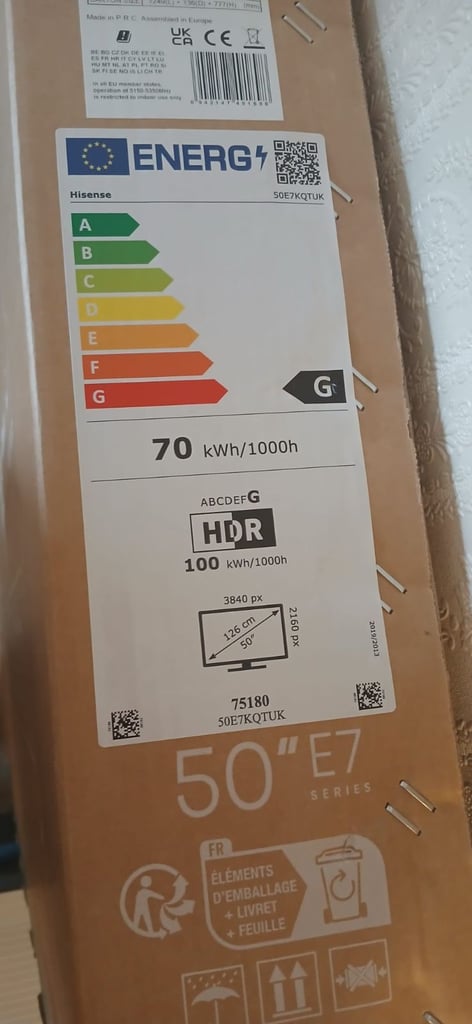 Made in P.R.C. Assembled in Europe
UK
CA
CE
BE BG CZ DK DE EE IE EL
ES FR HR IT CY LV LT LU
HU MT NL AT PL PT RO SI
SK FI SE NO IS LI CH TR
In all EU member states,
operation of 5150-5350MHz
is restricted to indoor use only.
ENERG
Hisense
50E7KQTUK
A
B
C
D
E
F
G
G
70 kWh/1000h
ABCDEFG
HDR
100 kWh/1000h
3840 px
2160 px
126 cm
50"
2019/2013
75180
50E7KQTUK
50" E7
SERIES
FR
ÉLÉMENTS
D'EMBALLAGE
+ LIVRET
+ FEUILLE